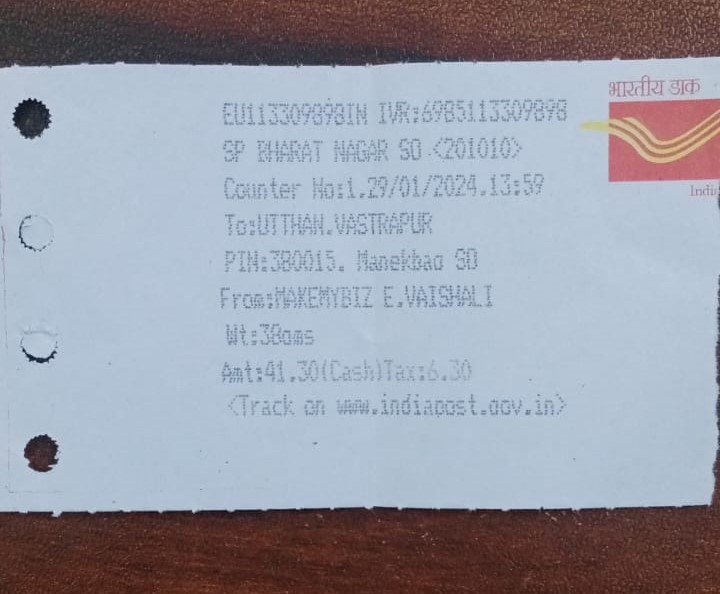 भारतीय डाक
India
EU113309898IN IVR:6985113309898
SP BHARAT NAGAR SO <201010>
Counter No:1,29/01/2024,13:59
To:UTTHAN,VASTRAPUR
PIN:380015, Manekbag SO
From:MAKEMYBIZ E,VAISHALI
Wt:38gms
Amt:41.30(Cash)Tax:6.30
<Track on www.indiapost.gov.in>